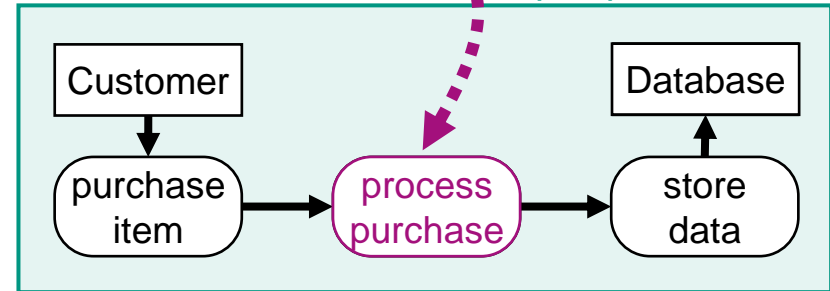 Customer
Database
purchase
item
process
purchase
store
data